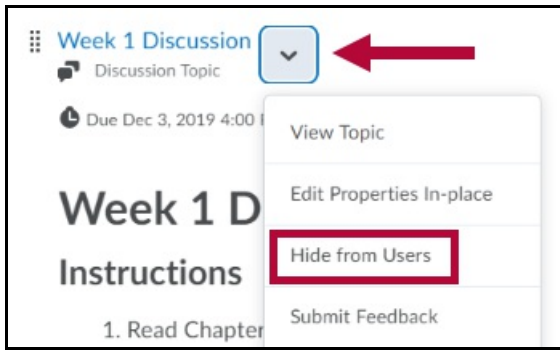 Week 1 Discussion
Discussion Topic
Due Dec 3, 2019 4:00
View Topic
Edit Properties In-place
Hide from Users
Submit Feedback
Week 1 D
Instructions
1. Read Chapter